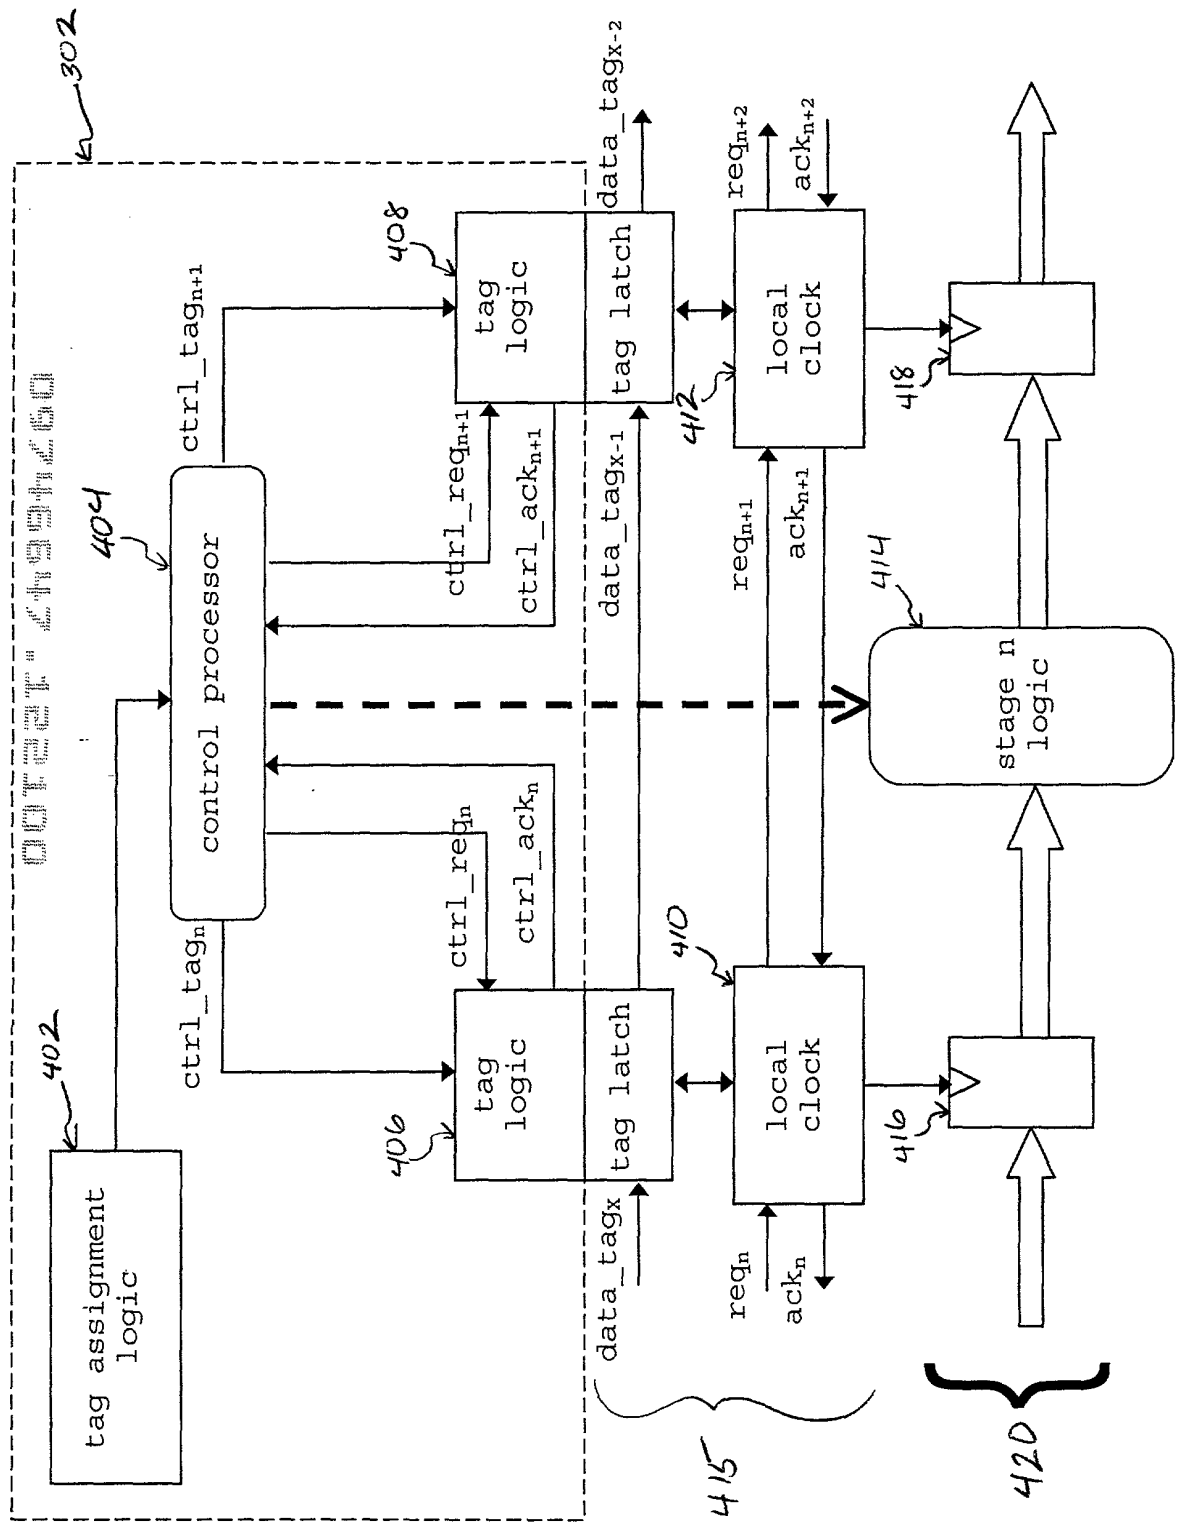 302
402
tag assignment
logic
404
control processor
ctrl_tagn
ctrl_tagn+1
ctrl_reqn
ctrl_ackn
ctrl_reqn+1
ctrl_ackn+1
406
tag
logic
408
tag
logic
data_tagX
tag latch
data_tagX-1
tag latch
data_tagX-2
415
reqn
ackn
410
local
clock
reqn+1
ackn+1
412
local
clock
reqn+2
ackn+2
414
stage n
logic
416
418
420